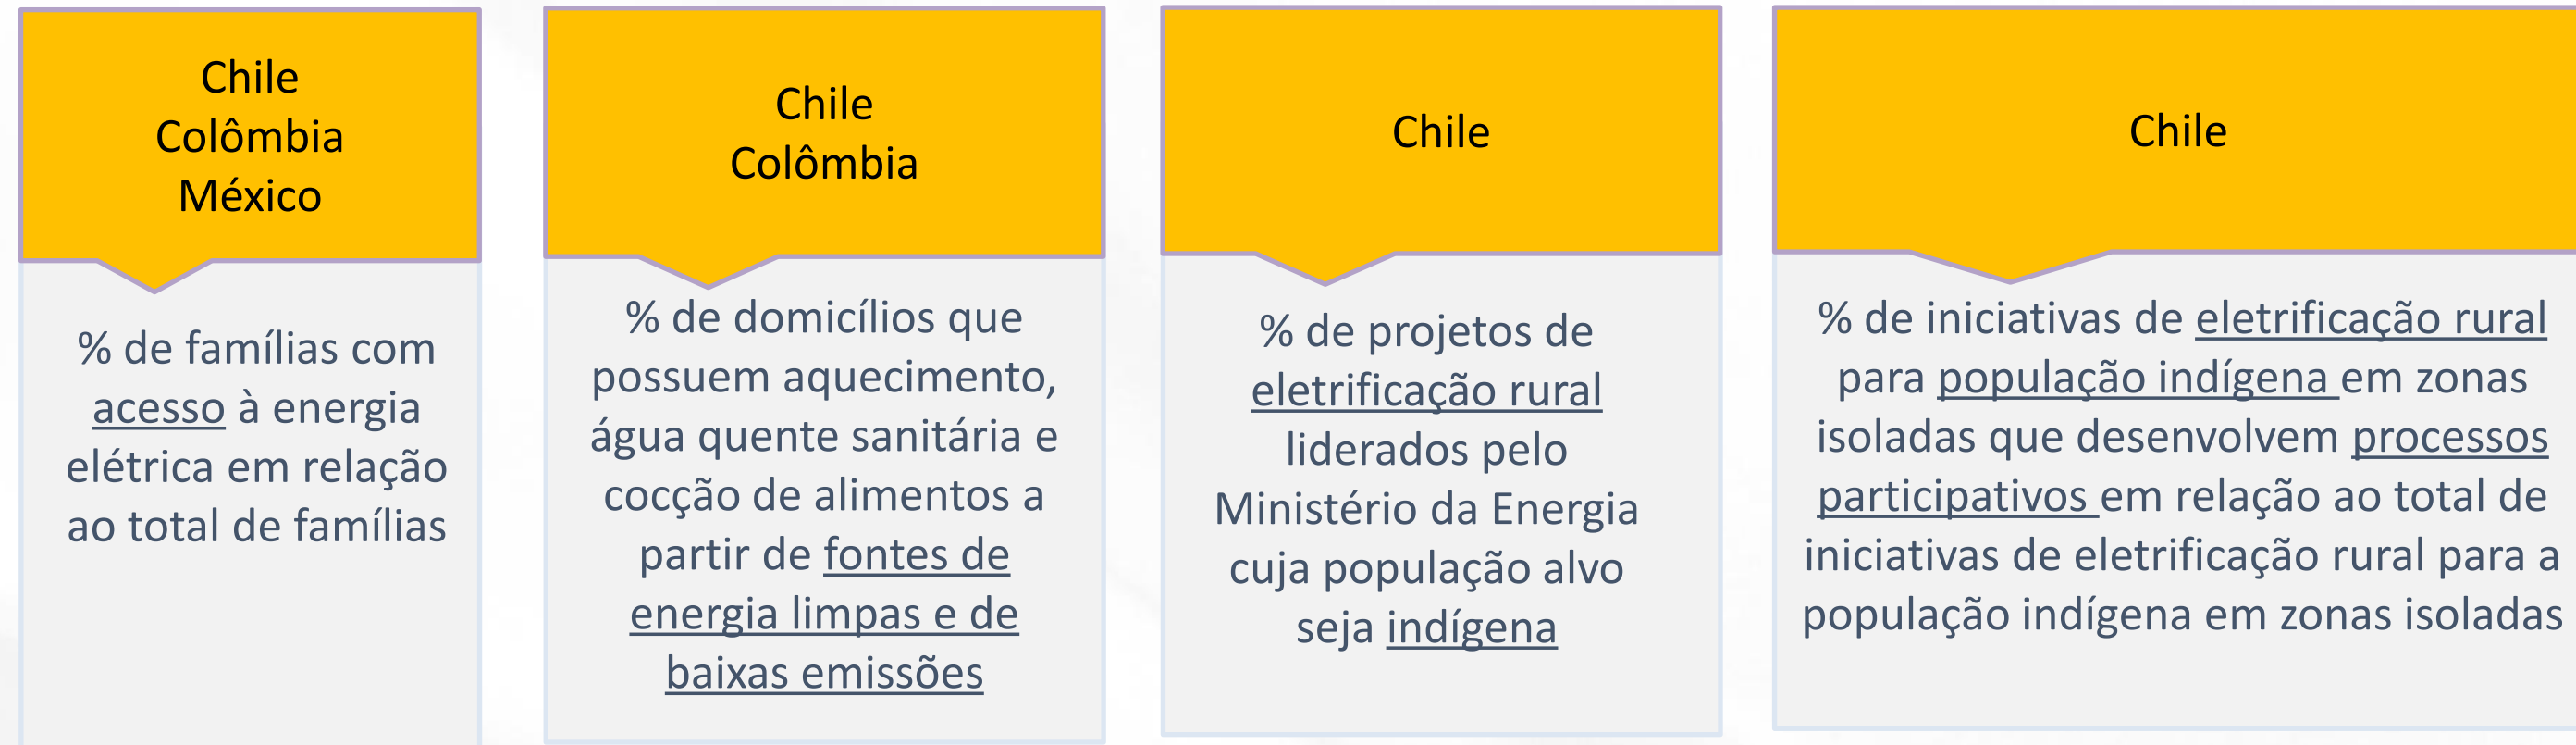 Chile
Colômbia
México
% de famílias com
acesso à energia
elétrica em relação
ao total de famílias
Chile
Colômbia
% de domicílios que
possuem aquecimento,
água quente sanitária e
cocção de alimentos a
partir de fontes de
energia limpas e de
baixas emissões
Chile
% de projetos de
eletrificação rural
liderados pelo
Ministério da Energia
cuja população alvo
seja indígena
Chile
% de iniciativas de eletrificação rural
para população indígena em zonas
isoladas que desenvolvem processos
participativos em relação ao total de
iniciativas de eletrificação rural para a
população indígena em zonas isoladas